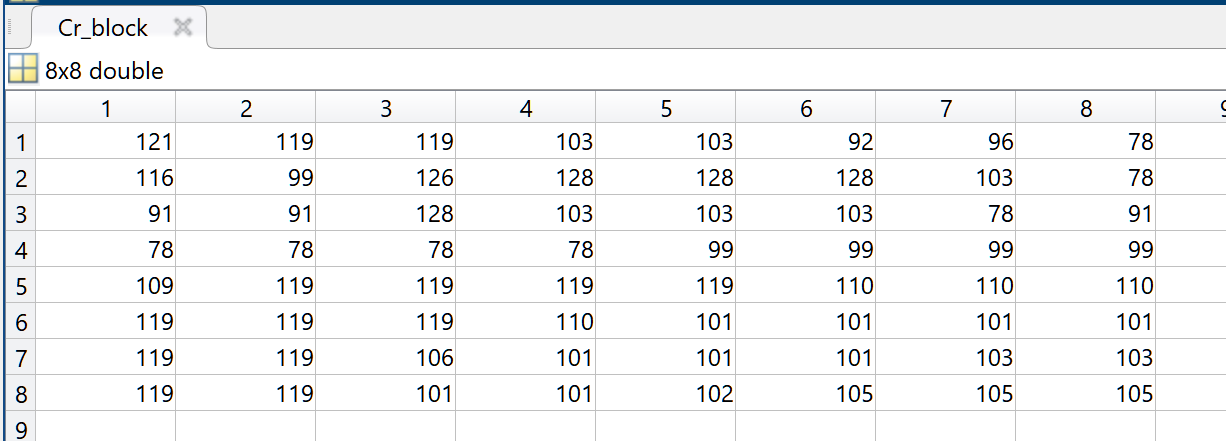 Cr_block
8x8 double
1 2 3 4 5 6 7 8
1 121 119 119 103 103 92 96 78
2 116 99 126 128 128 128 103 78
3 91 91 128 103 103 103 78 91
4 78 78 78 78 99 99 99 99
5 109 119 119 119 119 110 110 110
6 119 119 119 110 101 101 101 101
7 119 119 106 101 101 101 103 103
8 119 119 101 101 102 105 105 105
9